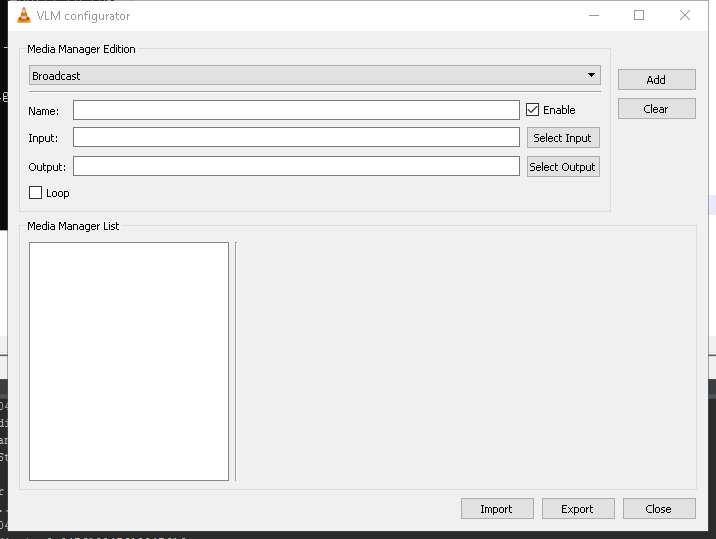 VLM configurator
Media Manager Edition
Broadcast
Add
Name:
Enable
Clear
Input:
Select Input
Output:
Select Output
Loop
Media Manager List
Import
Export
Close